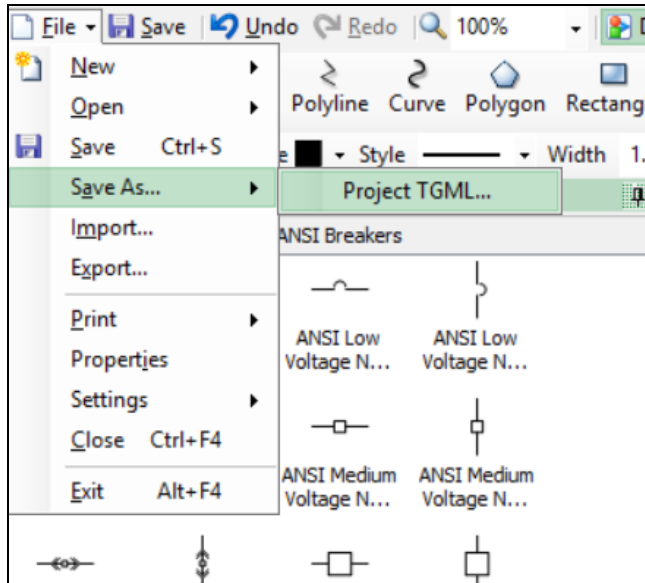 File Save Undo Redo 100%
New
Polyline Curve Polygon
Open
Save Ctrl+S
Style Width 1.
Save As...
Project TGML...
Import...
ANSI Breakers
Export...
Print
ANSI Low
Voltage N...
ANSI Low
Voltage N...
Properties
Settings
Close Ctrl+F4
ANSI Medium
Voltage N...
ANSI Medium
Voltage N...
Exit Alt+F4